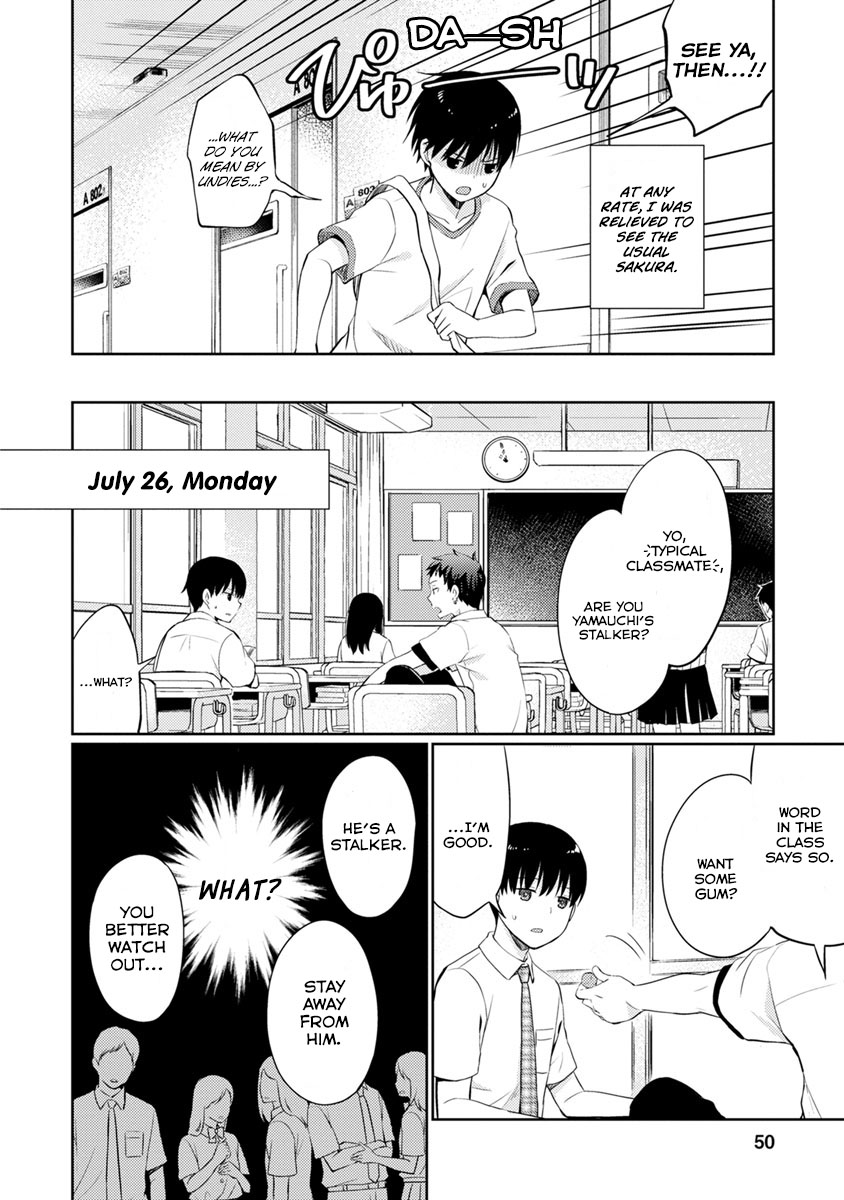 SEE YA,
THEN...!!
DA—SH
ぴゅーッ
AT ANY
RATE, I WAS
RELIEVED TO
SEE THE
USUAL
SAKURA.
...WHAT
DO YOU
MEAN BY
UNDIES...?
A 802
A 802
July 26, Monday
YO,
TYPICAL
CLASSMATE,
ARE YOU
YAMAUCHI'S
STALKER?
...WHAT?
WORD
IN THE
CLASS
SAYS SO.
WANT
SOME
GUM?
...I'M
GOOD.
HE'S A
STALKER.
WHAT?
STAY
AWAY
FROM
HIM.
YOU
BETTER
WATCH
OUT...
50